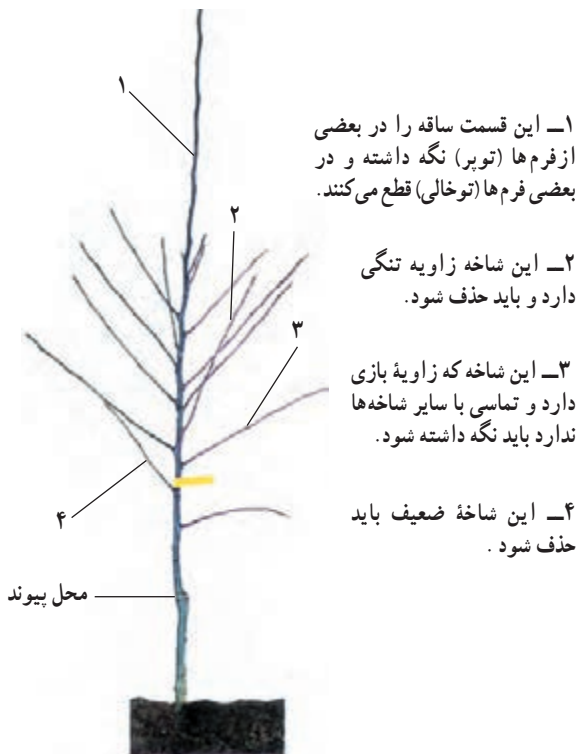 ۱
۱ــ این قسمت ساقه را در بعضی
ازفرم‌ها (توپر) نگه داشته و در
بعضی فرم‌ها (توخالی) قطع می‌کنند.
۲
۲ــ این شاخه زاویه تنگی
دارد و باید حذف شود.
۳
۳ــ این شاخه که زاویهٔ بازی
دارد و تماسی با سایر شاخه‌ها
ندارد باید نگه داشته شود.
۴
۴ــ این شاخهٔ ضعیف باید
حذف شود .
محل پیوند